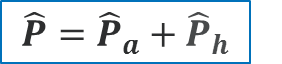 P̂ = P̂ₐ + P̂ₕ